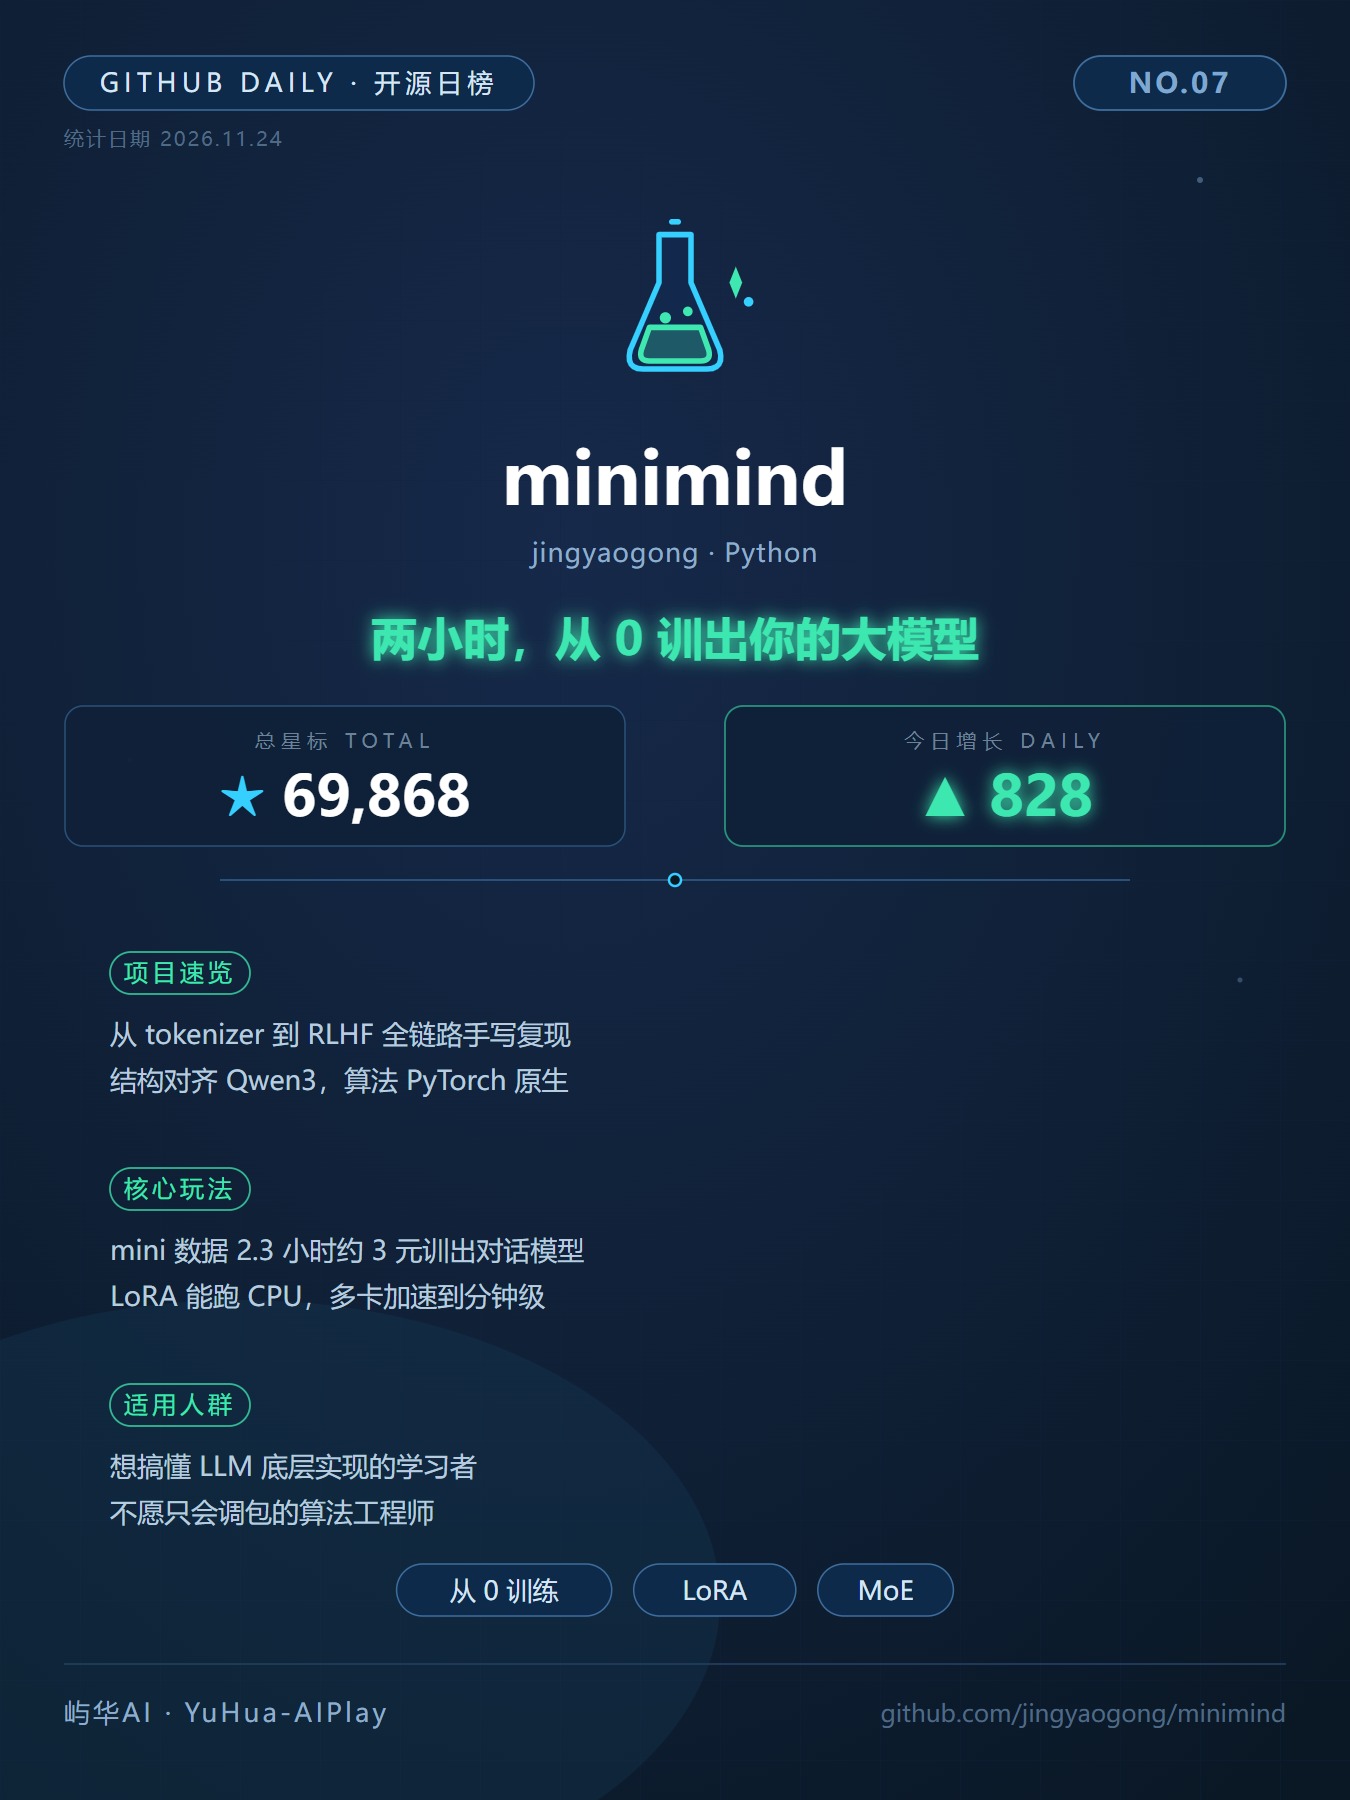 GITHUB DAILY · 开源日榜
NO.07
统计日期 2026.11.24
minimind
jingyaogong · Python
两小时，从 0 训出你的大模型
总星标 TOTAL
★ 69,868
今日增长 DAILY
▲ 828
项目速览
从 tokenizer 到 RLHF 全链路手写复现
结构对齐 Qwen3，算法 PyTorch 原生
核心玩法
mini 数据 2.3 小时约 3 元训出对话模型
LoRA 能跑 CPU，多卡加速到分钟级
适用人群
想搞懂 LLM 底层实现的学习者
不愿只会调包的算法工程师
从 0 训练
LoRA
MoE
屿华AI · YuHua-AIPlay
github.com/jingyaogong/minimind